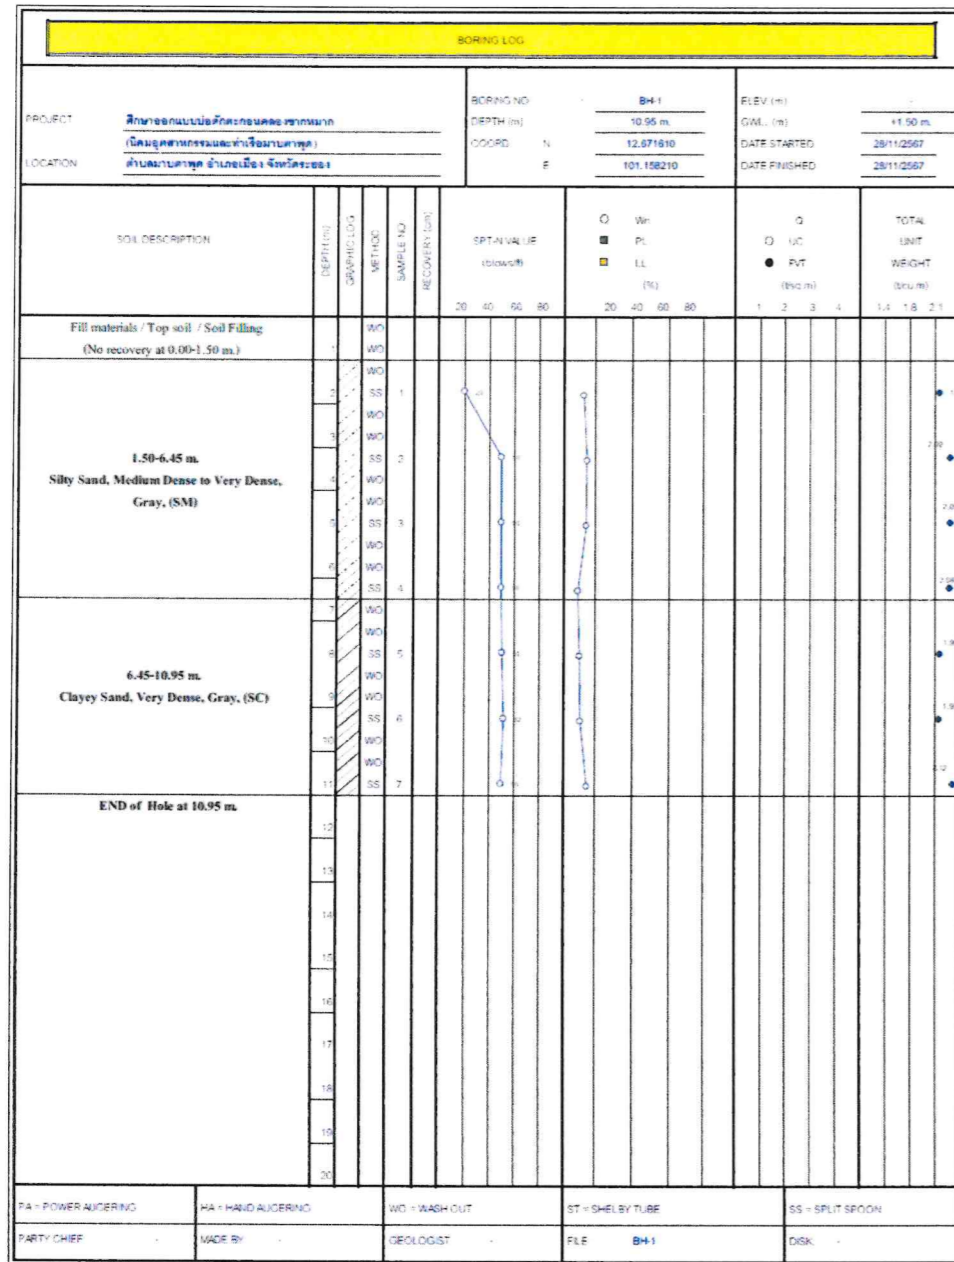 BORING LOG
PROJECT ศึกษาออกแบบบ่อดักตะกอนคลองชากหมาก
(นิคมอุตสาหกรรมและท่าเรือมาบตาพุด)
LOCATION ตำบลมาบตาพุด อำเภอเมือง จังหวัดระยอง
BORING NO - BH-1
DEPTH (m) 10.95 m.
COORD. N 12.671610
E 101.158210
ELEV. (m) -
GWL. (m) +1.50 m.
DATE STARTED 28/11/2567
DATE FINISHED 28/11/2567
SOIL DESCRIPTION
DEPTH (m)
GRAPHIC LOG
METHOD
SAMPLE NO
RECOVERY (cm)
SPT-N VALUE
(blows/ft)
20 40 60 80
Wn
PL
LL
(%)
20 40 60 80
Q
UC
FVT
(t/sq.m)
1 2 3 4
TOTAL
UNIT
WEIGHT
(t/cu.m)
1.4 1.8 2.1
Fill materials / Top soil / Soil Filling
(No recovery at 0.00-1.50 m.)
WO
1 WO
WO
2 SS 1
WO
3 WO
SS 2
4 WO
WO
5 SS 3
WO
6 WO
SS 4
1.50-6.45 m.
Silty Sand, Medium Dense to Very Dense,
Gray, (SM)
7 WO
WO
8 SS 5
WO
9 WO
SS 6
10 WO
WO
11 SS 7
6.45-10.95 m.
Clayey Sand, Very Dense, Gray, (SC)
END of Hole at 10.95 m.
12
13
14
15
16
17
18
19
20
PA = POWER AUGERING HA = HAND AUGERING WO = WASH OUT ST = SHELBY TUBE SS = SPLIT SPOON
PARTY CHIEF - MADE BY - GEOLOGIST - FILE BH-1 DISK -